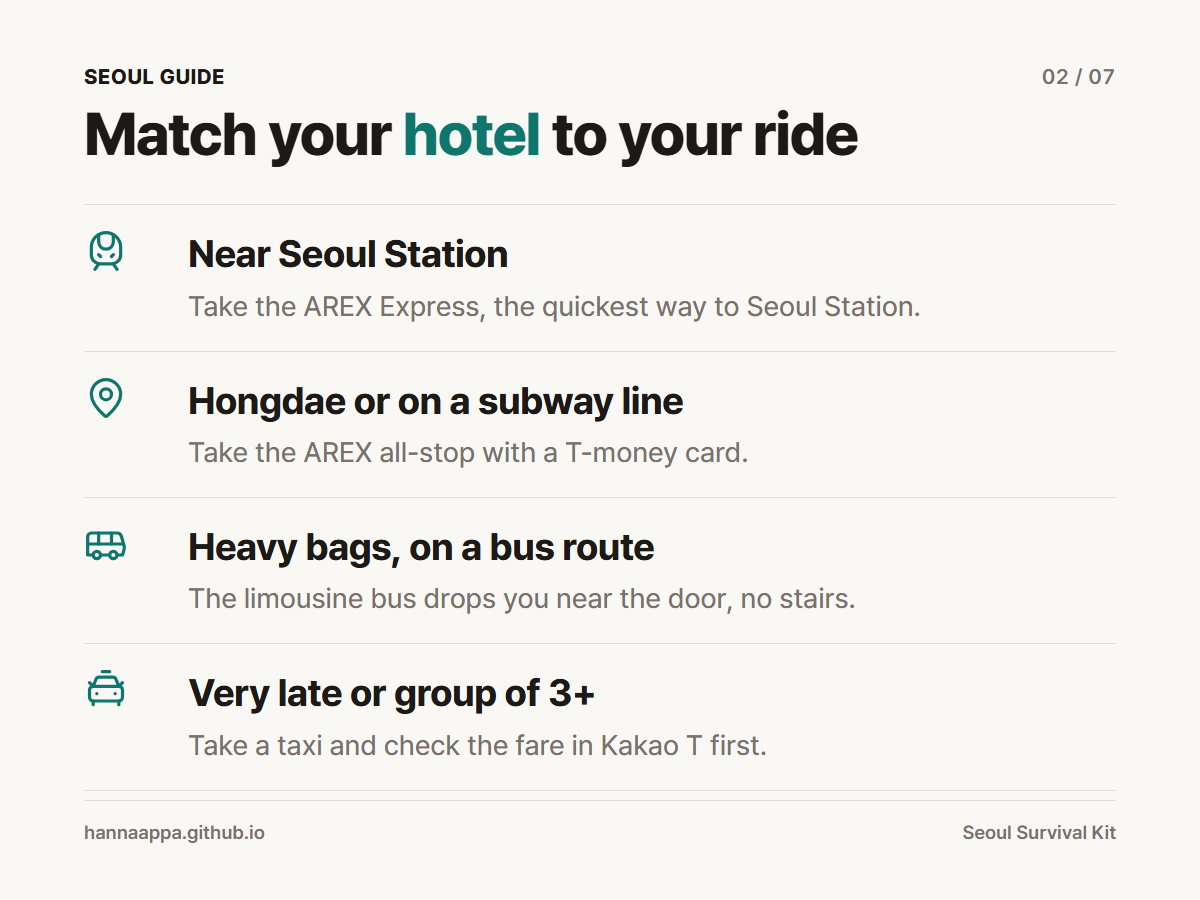 SEOUL GUIDE
02 / 07
Match your hotel to your ride
Near Seoul Station
Take the AREX Express, the quickest way to Seoul Station.
Hongdae or on a subway line
Take the AREX all-stop with a T-money card.
Heavy bags, on a bus route
The limousine bus drops you near the door, no stairs.
Very late or group of 3+
Take a taxi and check the fare in Kakao T first.
hannaappa.github.io
Seoul Survival Kit